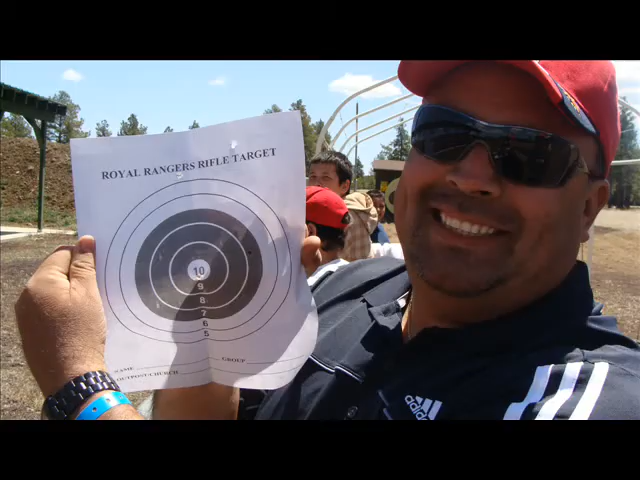 ROYAL RANGERS RIFLE TARGET
10
9
8
7
6
5
NAME GROUP
OUTPOST/CHURCH
adidas